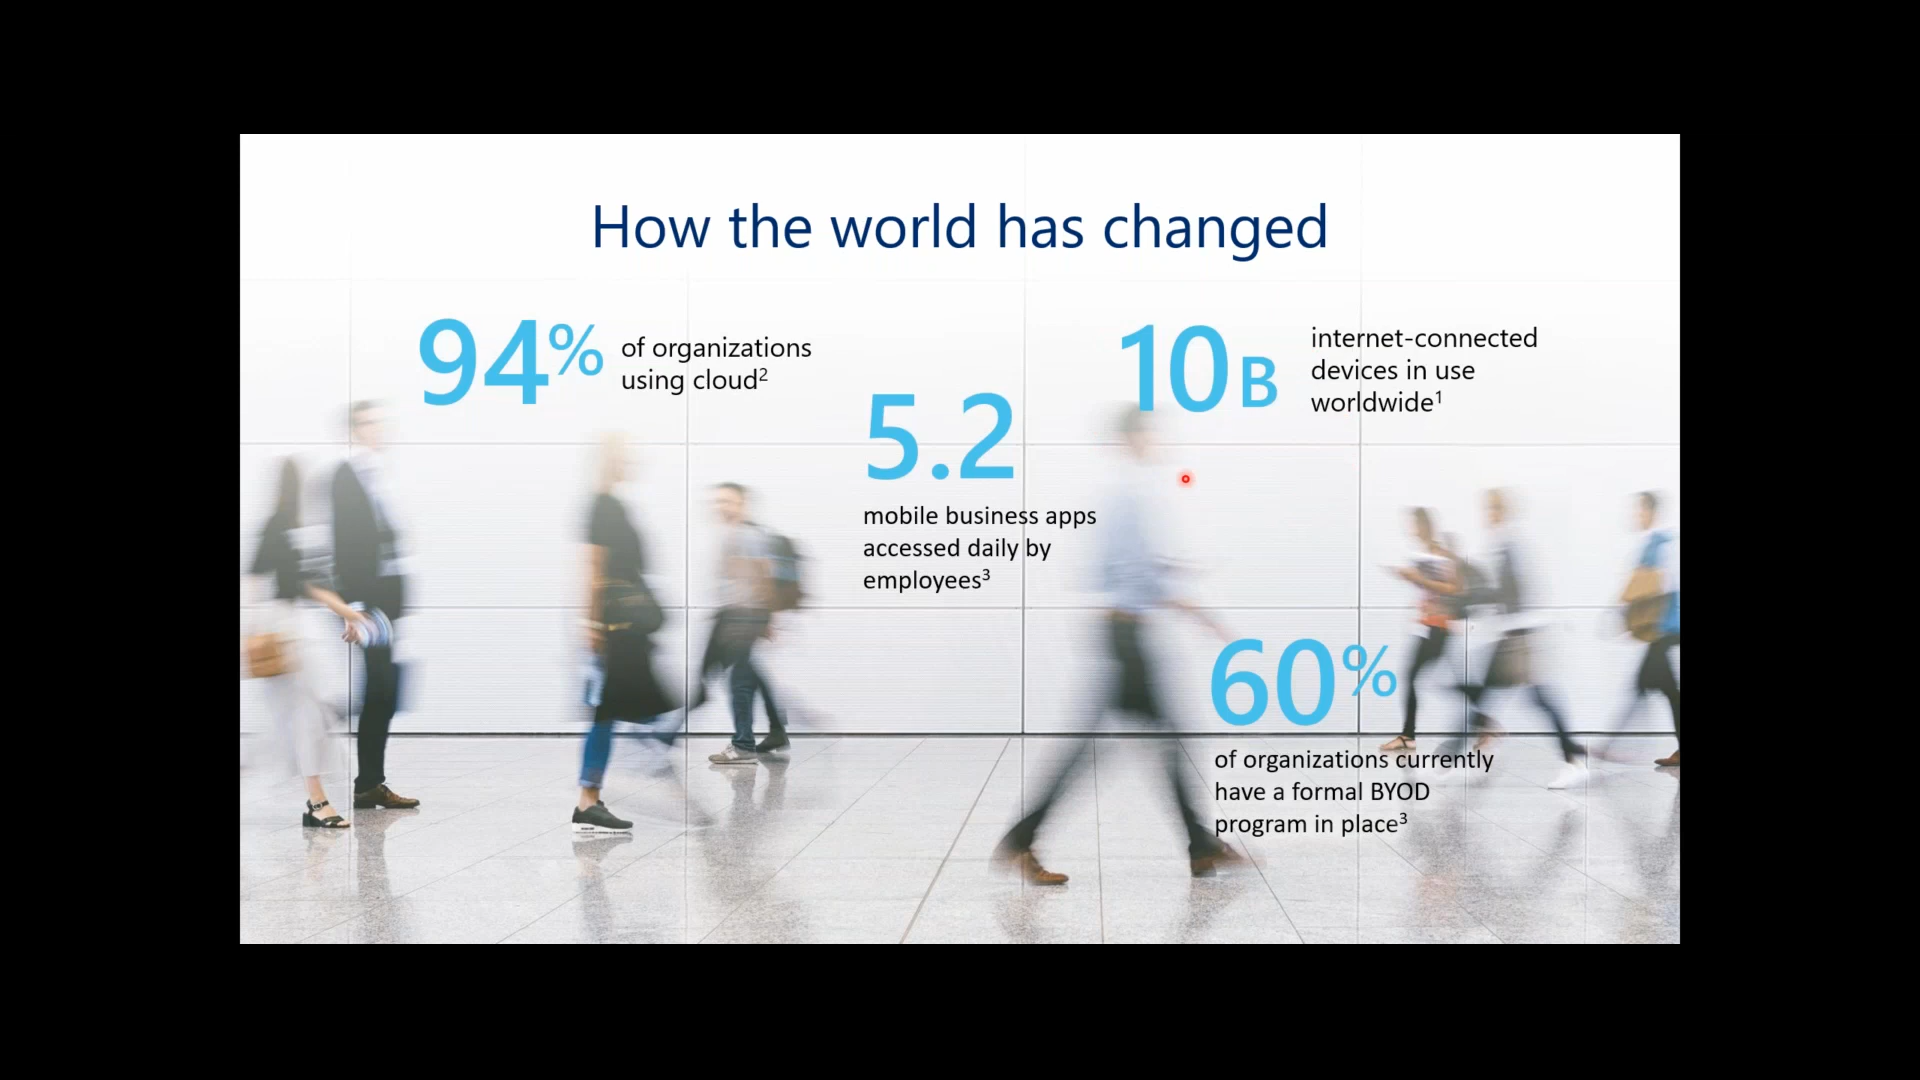 How the world has changed
94% of organizations
using cloud²
5.2
mobile business apps
accessed daily by
employees³
10B internet-connected
devices in use
worldwide¹
60%
of organizations currently
have a formal BYOD
program in place³